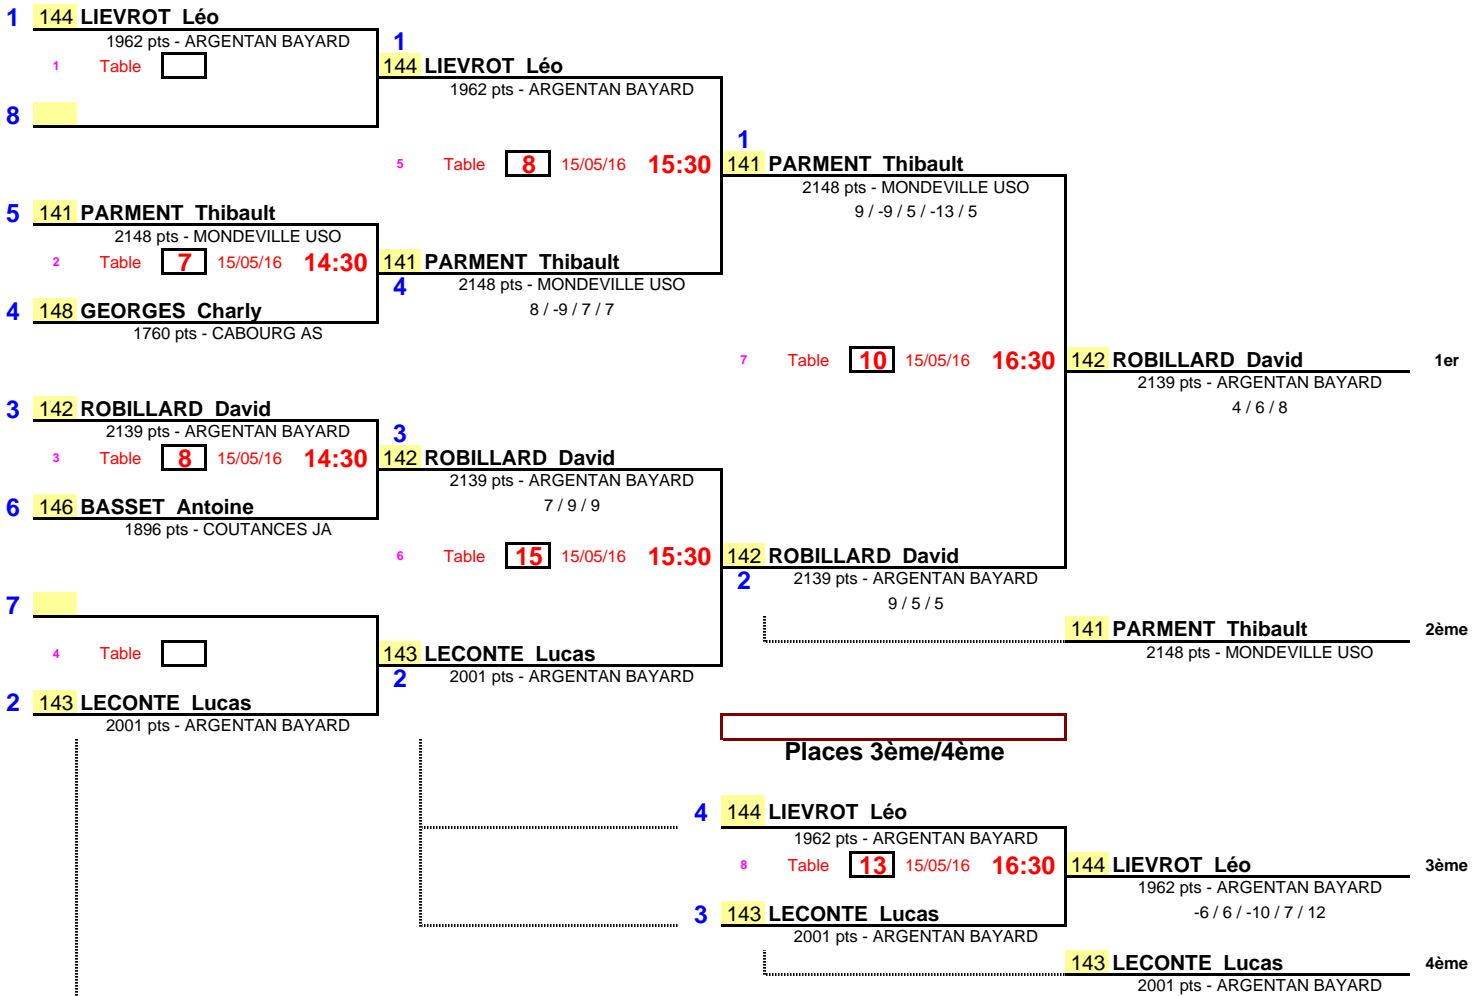 1 144 LIEVROT Léo
1962 pts - ARGENTAN BAYARD
1 Table
8
1
144 LIEVROT Léo
1962 pts - ARGENTAN BAYARD
5 Table 8 15/05/16 15:30
5 141 PARMENT Thibault
2148 pts - MONDEVILLE USO
2 Table 7 15/05/16 14:30
4 148 GEORGES Charly
1760 pts - CABOURG AS
141 PARMENT Thibault
4
2148 pts - MONDEVILLE USO
8 / -9 / 7 / 7
1
141 PARMENT Thibault
2148 pts - MONDEVILLE USO
9 / -9 / 5 / -13 / 5
7 Table 10 15/05/16 16:30
142 ROBILLARD David 1er
2139 pts - ARGENTAN BAYARD
4 / 6 / 8
3 142 ROBILLARD David
2139 pts - ARGENTAN BAYARD
3 Table 8 15/05/16 14:30
6 146 BASSET Antoine
1896 pts - COUTANCES JA
3
142 ROBILLARD David
2139 pts - ARGENTAN BAYARD
7 / 9 / 9
6 Table 15 15/05/16 15:30
142 ROBILLARD David
2
2139 pts - ARGENTAN BAYARD
9 / 5 / 5
7
4 Table
2 143 LECONTE Lucas
2001 pts - ARGENTAN BAYARD
143 LECONTE Lucas
2
2001 pts - ARGENTAN BAYARD
141 PARMENT Thibault 2ème
2148 pts - MONDEVILLE USO
Places 3ème/4ème
4 144 LIEVROT Léo
1962 pts - ARGENTAN BAYARD
8 Table 13 15/05/16 16:30
3 143 LECONTE Lucas
2001 pts - ARGENTAN BAYARD
144 LIEVROT Léo 3ème
1962 pts - ARGENTAN BAYARD
-6 / 6 / -10 / 7 / 12
143 LECONTE Lucas 4ème
2001 pts - ARGENTAN BAYARD